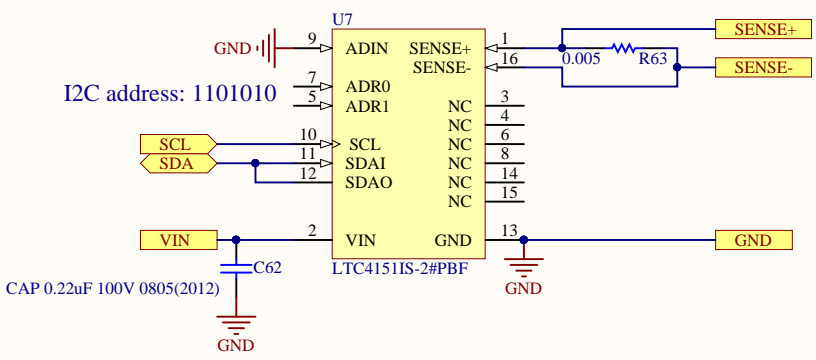 U7
SENSE+
GND
9
ADIN
SENSE+
1
0.005
R63
SENSE-
16
SENSE-
I2C address: 1101010
7
ADR0
5
ADR1
NC
3
NC
4
SCL
10
SCL
NC
6
SDA
11
SDAI
NC
8
12
SDAO
NC
14
NC
15
VIN
2
VIN
GND
13
GND
C62
LTC4151IS-2#PBF
CAP 0.22uF 100V 0805(2012)
GND
GND